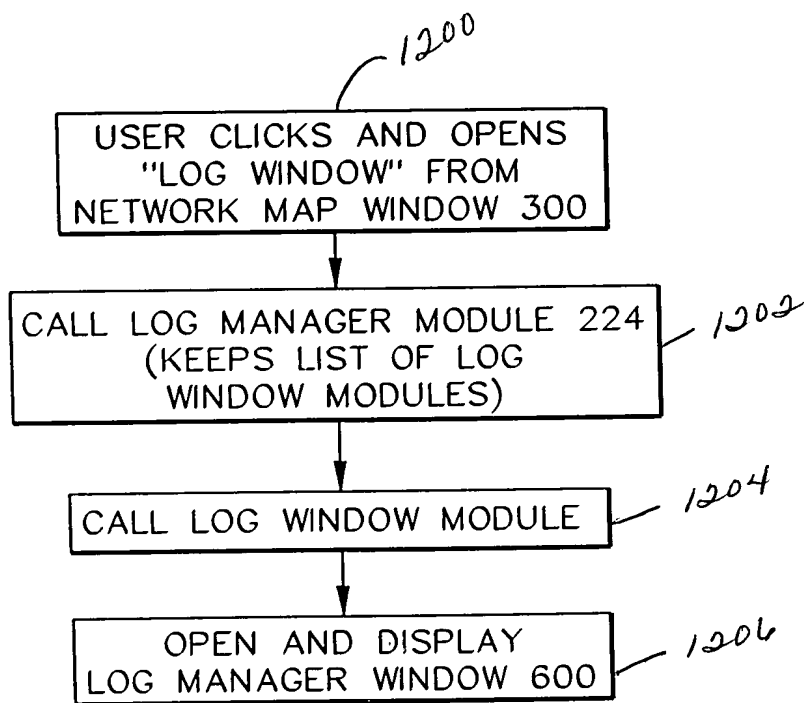 1200
USER CLICKS AND OPENS
"LOG WINDOW" FROM
NETWORK MAP WINDOW 300
CALL LOG MANAGER MODULE 224
(KEEPS LIST OF LOG
WINDOW MODULES)
1202
CALL LOG WINDOW MODULE
1204
OPEN AND DISPLAY
LOG MANAGER WINDOW 600
1206